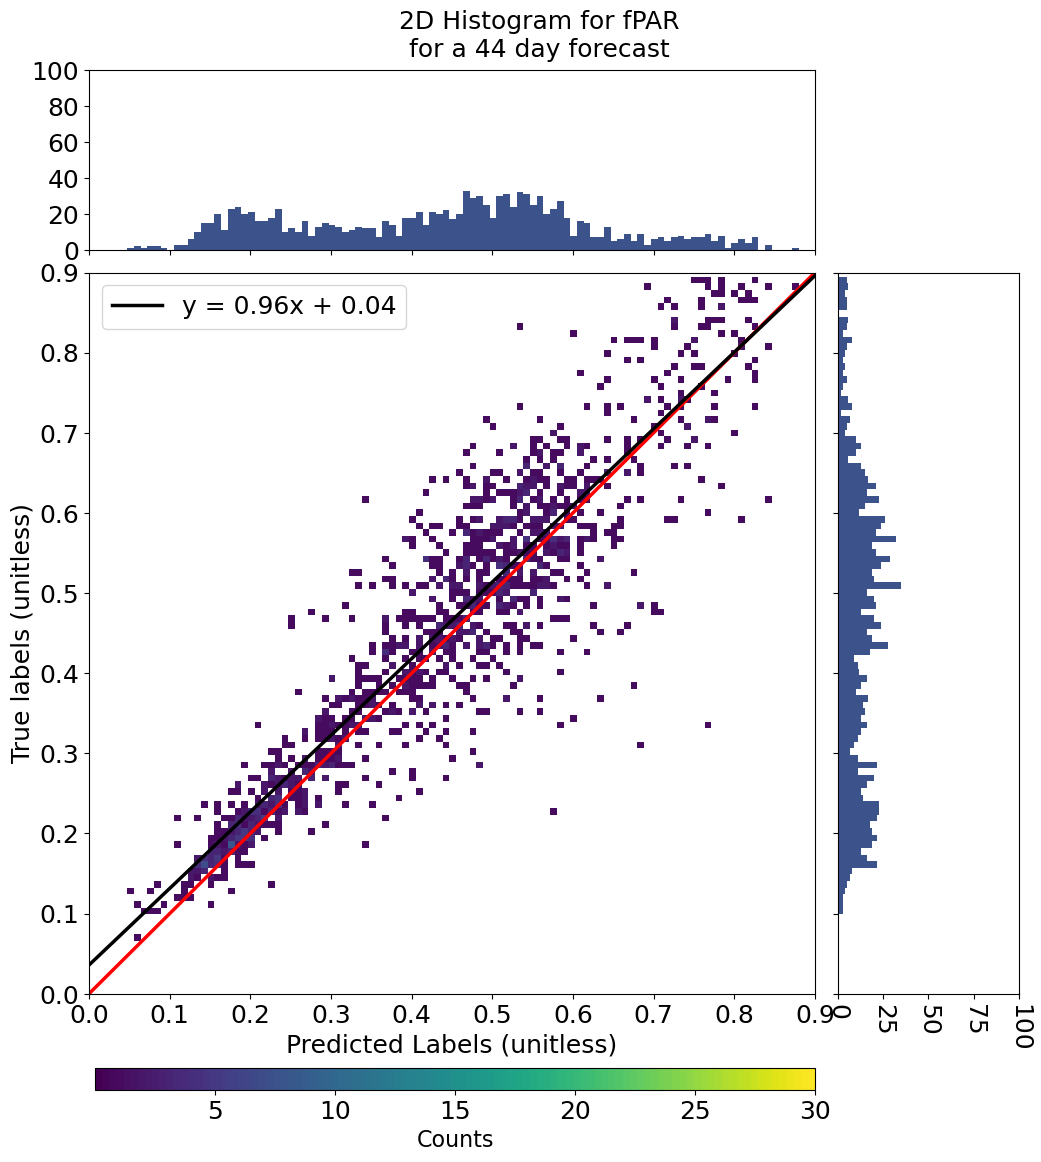 2D Histogram for fPAR
for a 44 day forecast
100
80
60
40
20
0
0.9
0.8
0.7
0.6
0.5
0.4
0.3
0.2
0.1
0.0
y = 0.96x + 0.04
True labels (unitless)
0.0 0.1 0.2 0.3 0.4 0.5 0.6 0.7 0.8 0.9
Predicted Labels (unitless)
0 25 50 75 100
5 10 15 20 25 30
Counts